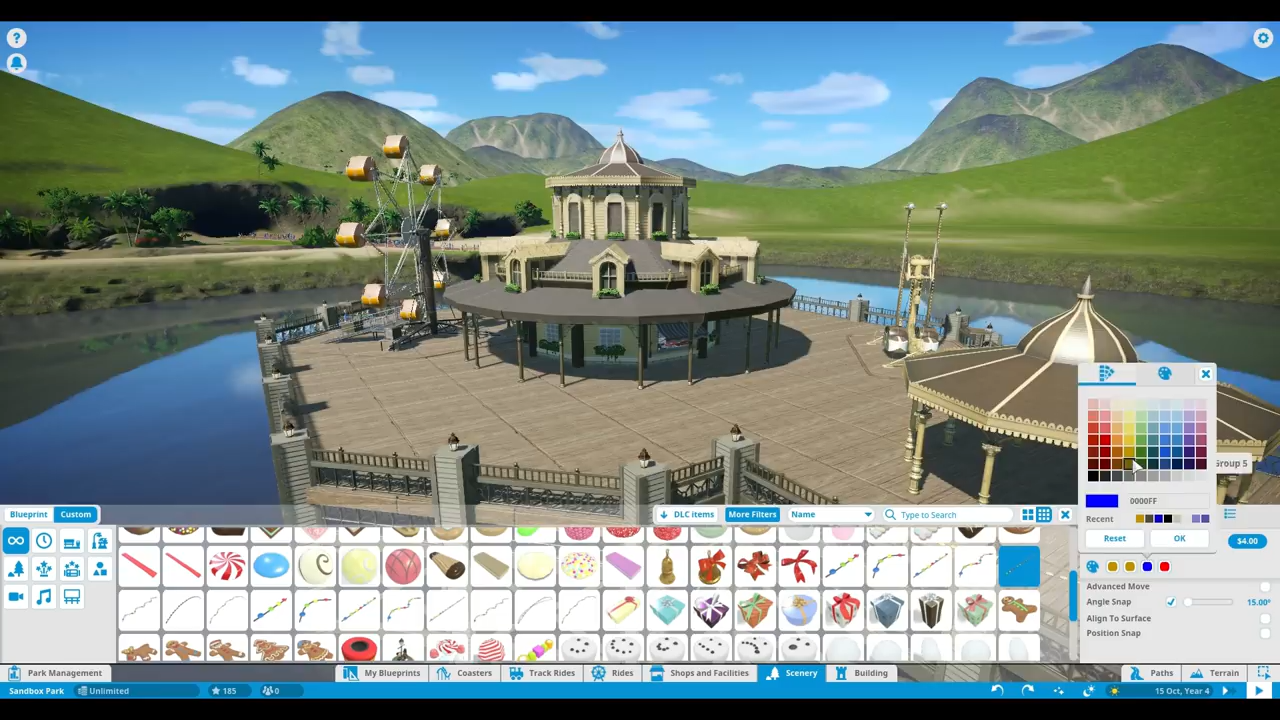 ?
Group 5
0000FF
Recent
Reset
OK
Blueprint
Custom
DLC items
More Filters
Name
Type to Search
$4.00
Advanced Move
Angle Snap
15.00°
Align To Surface
Position Snap
Park Management
My Blueprints
Coasters
Track Rides
Rides
Shops and Facilities
Scenery
Building
Paths
Terrain
Sandbox Park
Unlimited
185
0
15 Oct, Year 4